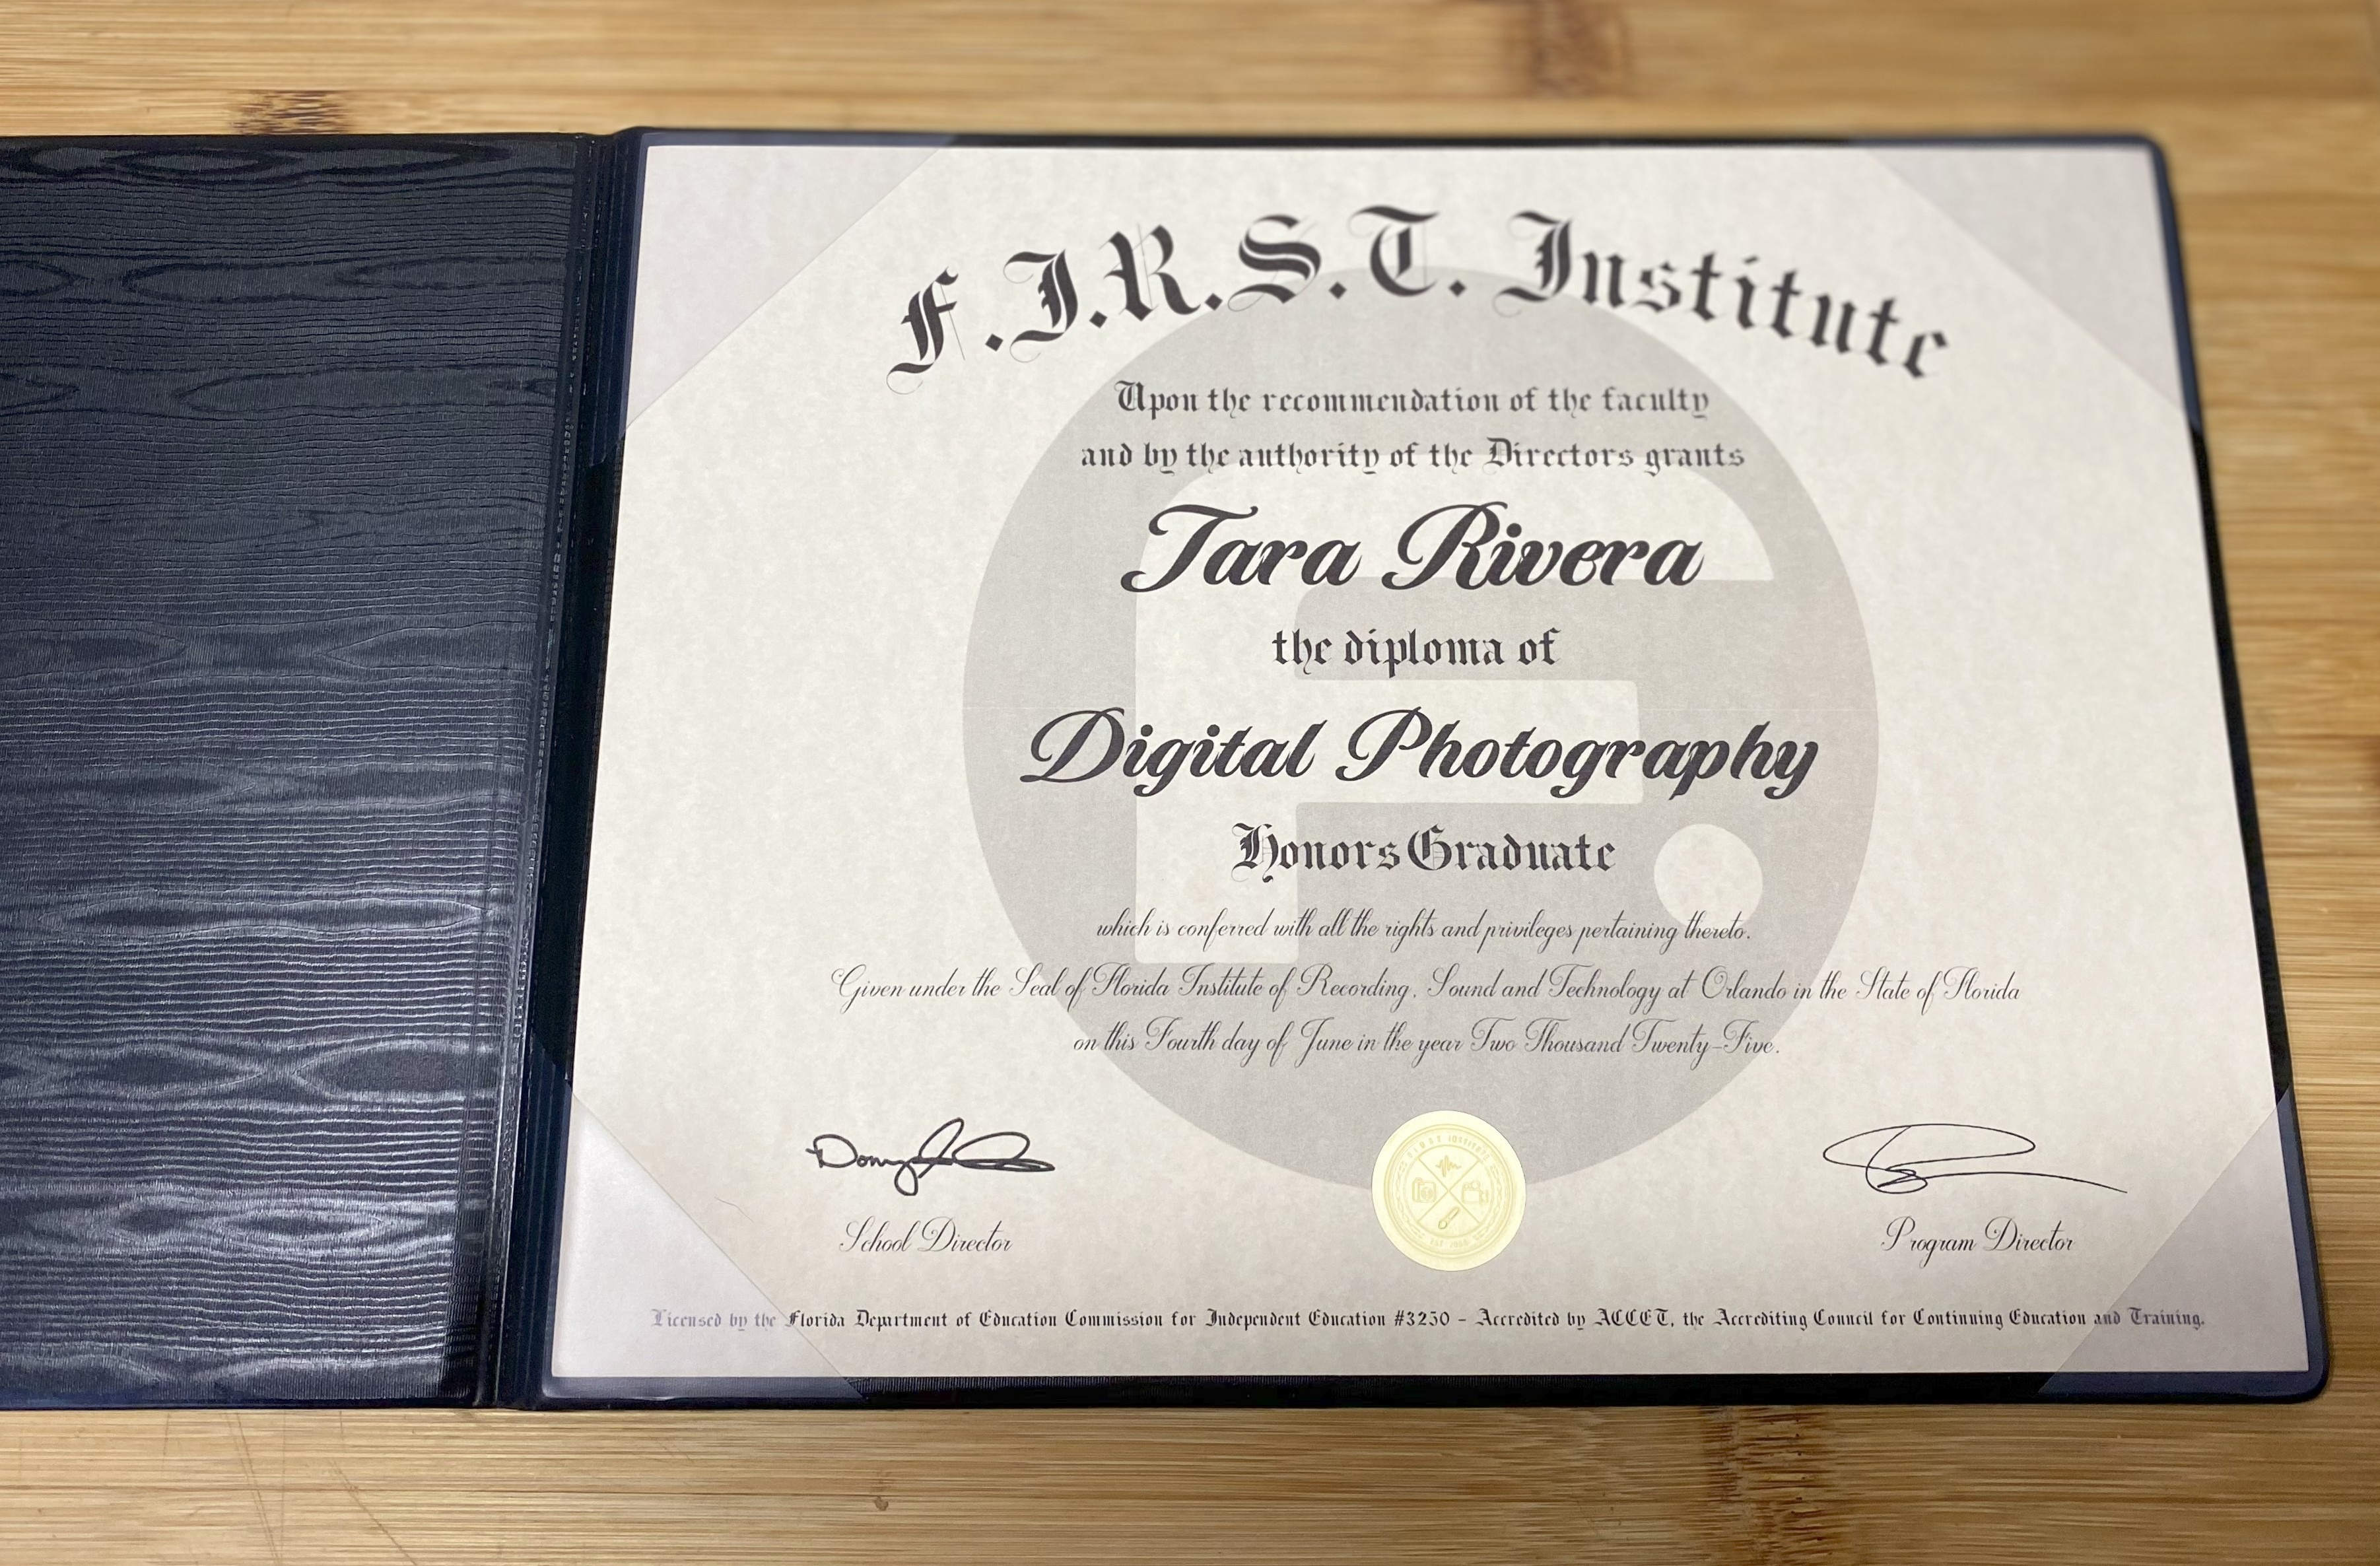 F.I.R.S.T. Institute
Upon the recommendation of the faculty
and by the authority of the Directors grants
Tara Rivera
the diploma of
Digital Photography
Honors Graduate
which is conferred with all the rights and privileges pertaining thereto.
Given under the Seal of Florida Institute of Recording, Sound and Technology at Orlando in the State of Florida
on this Fourth day of June in the year Two Thousand Twenty-Five.
F.I.R.S.T. INSTITUTE
School Director
Program Director
Licensed by the Florida Department of Education Commission for Independent Education #3250 - Accredited by ACCET, the Accrediting Council for Continuing Education and Training.